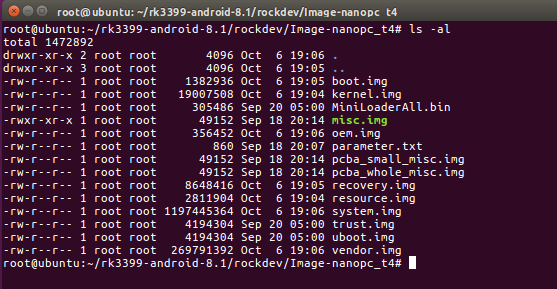 root@ubuntu: ~/rk3399-android-8.1/rockdev/Image-nanopc_t4
root@ubuntu:~/rk3399-android-8.1/rockdev/Image-nanopc_t4# ls -al
total 1472892
drwxr-xr-x 2 root root       4096 Oct  6 19:06 .
drwxr-xr-x 3 root root       4096 Oct  6 19:05 ..
-rw-r--r-- 1 root root    1382936 Oct  6 19:05 boot.img
-rw-r--r-- 1 root root   19007508 Oct  6 19:04 kernel.img
-rw-r--r-- 1 root root     305486 Sep 20 05:00 MiniLoaderAll.bin
-rwxr-xr-x 1 root root      49152 Sep 18 20:14 misc.img
-rw-r--r-- 1 root root     356452 Oct  6 19:06 oem.img
-rw-r--r-- 1 root root        860 Sep 18 20:07 parameter.txt
-rw-r--r-- 1 root root      49152 Sep 18 20:14 pcba_small_misc.img
-rw-r--r-- 1 root root      49152 Sep 18 20:14 pcba_whole_misc.img
-rw-r--r-- 1 root root    8648416 Oct  6 19:05 recovery.img
-rw-r--r-- 1 root root    2811904 Oct  6 19:04 resource.img
-rw-r--r-- 1 root root 1197445364 Oct  6 19:06 system.img
-rw-r--r-- 1 root root    4194304 Sep 20 05:00 trust.img
-rw-r--r-- 1 root root    4194304 Sep 20 05:00 uboot.img
-rw-r--r-- 1 root root  269791392 Oct  6 19:06 vendor.img
root@ubuntu:~/rk3399-android-8.1/rockdev/Image-nanopc_t4#